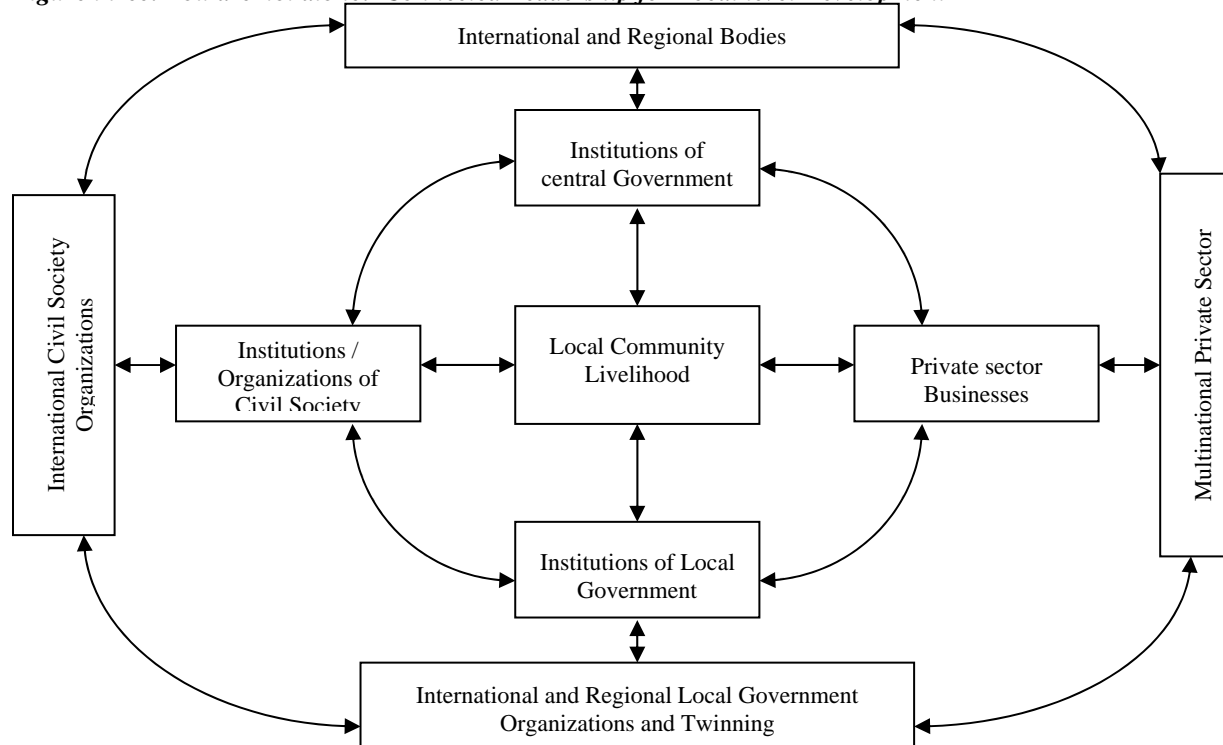 International and Regional Bodies
Institutions of
central Government
International Civil Society
Organizations
Institutions /
Organizations of
Civil Society
Local Community
Livelihood
Private sector
Businesses
Multinational Private Sector
Institutions of Local
Government
International and Regional Local Government
Organizations and Twinning